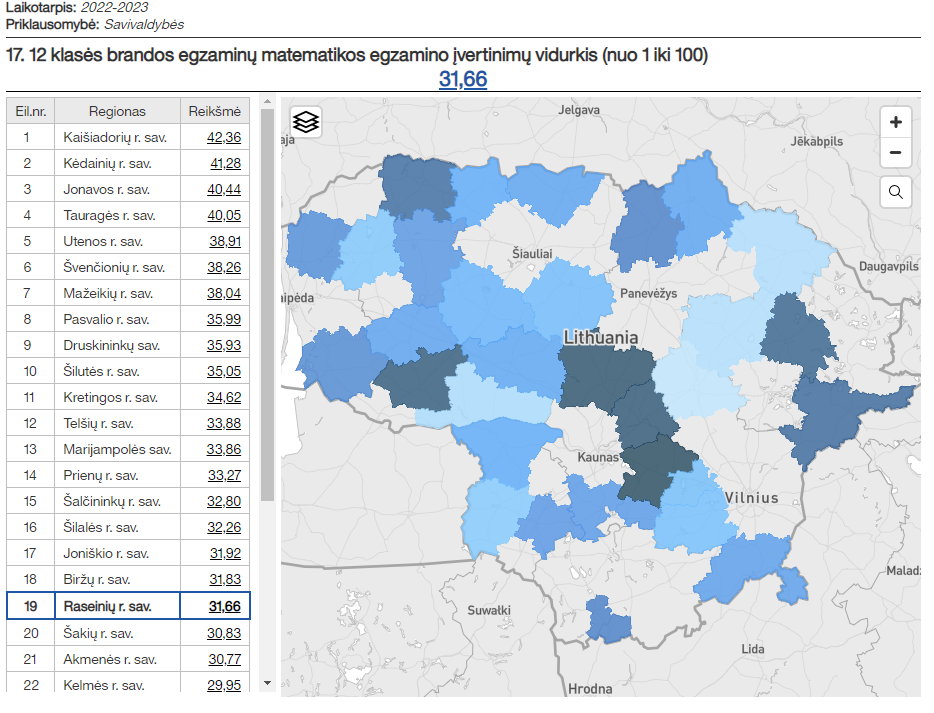 Laikotarpis: 2022-2023
Priklausomybė: Savivaldybės
17. 12 klasės brandos egzaminų matematikos egzamino įvertinimų vidurkis (nuo 1 iki 100)
31,66
Eil.nr. Regionas Reikšmė
1 Kaišiadorių r. sav. 42,36
2 Kėdainių r. sav. 41,28
3 Jonavos r. sav. 40,44
4 Tauragės r. sav. 40,05
5 Utenos r. sav. 38,91
6 Švenčionių r. sav. 38,26
7 Mažeikių r. sav. 38,04
8 Pasvalio r. sav. 35,99
9 Druskininkų sav. 35,93
10 Šilutės r. sav. 35,05
11 Kretingos r. sav. 34,62
12 Telšių r. sav. 33,88
13 Marijampolės sav. 33,86
14 Prienų r. sav. 33,27
15 Šalčininkų r. sav. 32,80
16 Šilalės r. sav. 32,26
17 Joniškio r. sav. 31,92
18 Biržų r. sav. 31,83
19 Raseinių r. sav. 31,66
20 Šakių r. sav. 30,83
21 Akmenės r. sav. 30,77
22 Kelmės r. sav. 29,95
Jelgava
aja
Jēkabpils
+
−
Šiauliai
Daugavpils
aipėda
Panevėžys
Lithuania
Kaunas
Vilnius
Malad
Suwałki
Lida
Hrodna